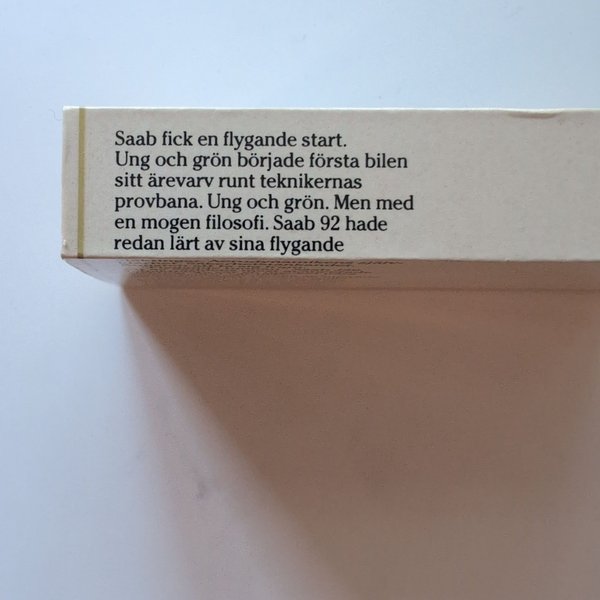 Saab fick en flygande start.
Ung och grön började första bilen
sitt ärevarv runt teknikernas
provbana. Ung och grön. Men med
en mogen filosofi. Saab 92 hade
redan lärt av sina flygande